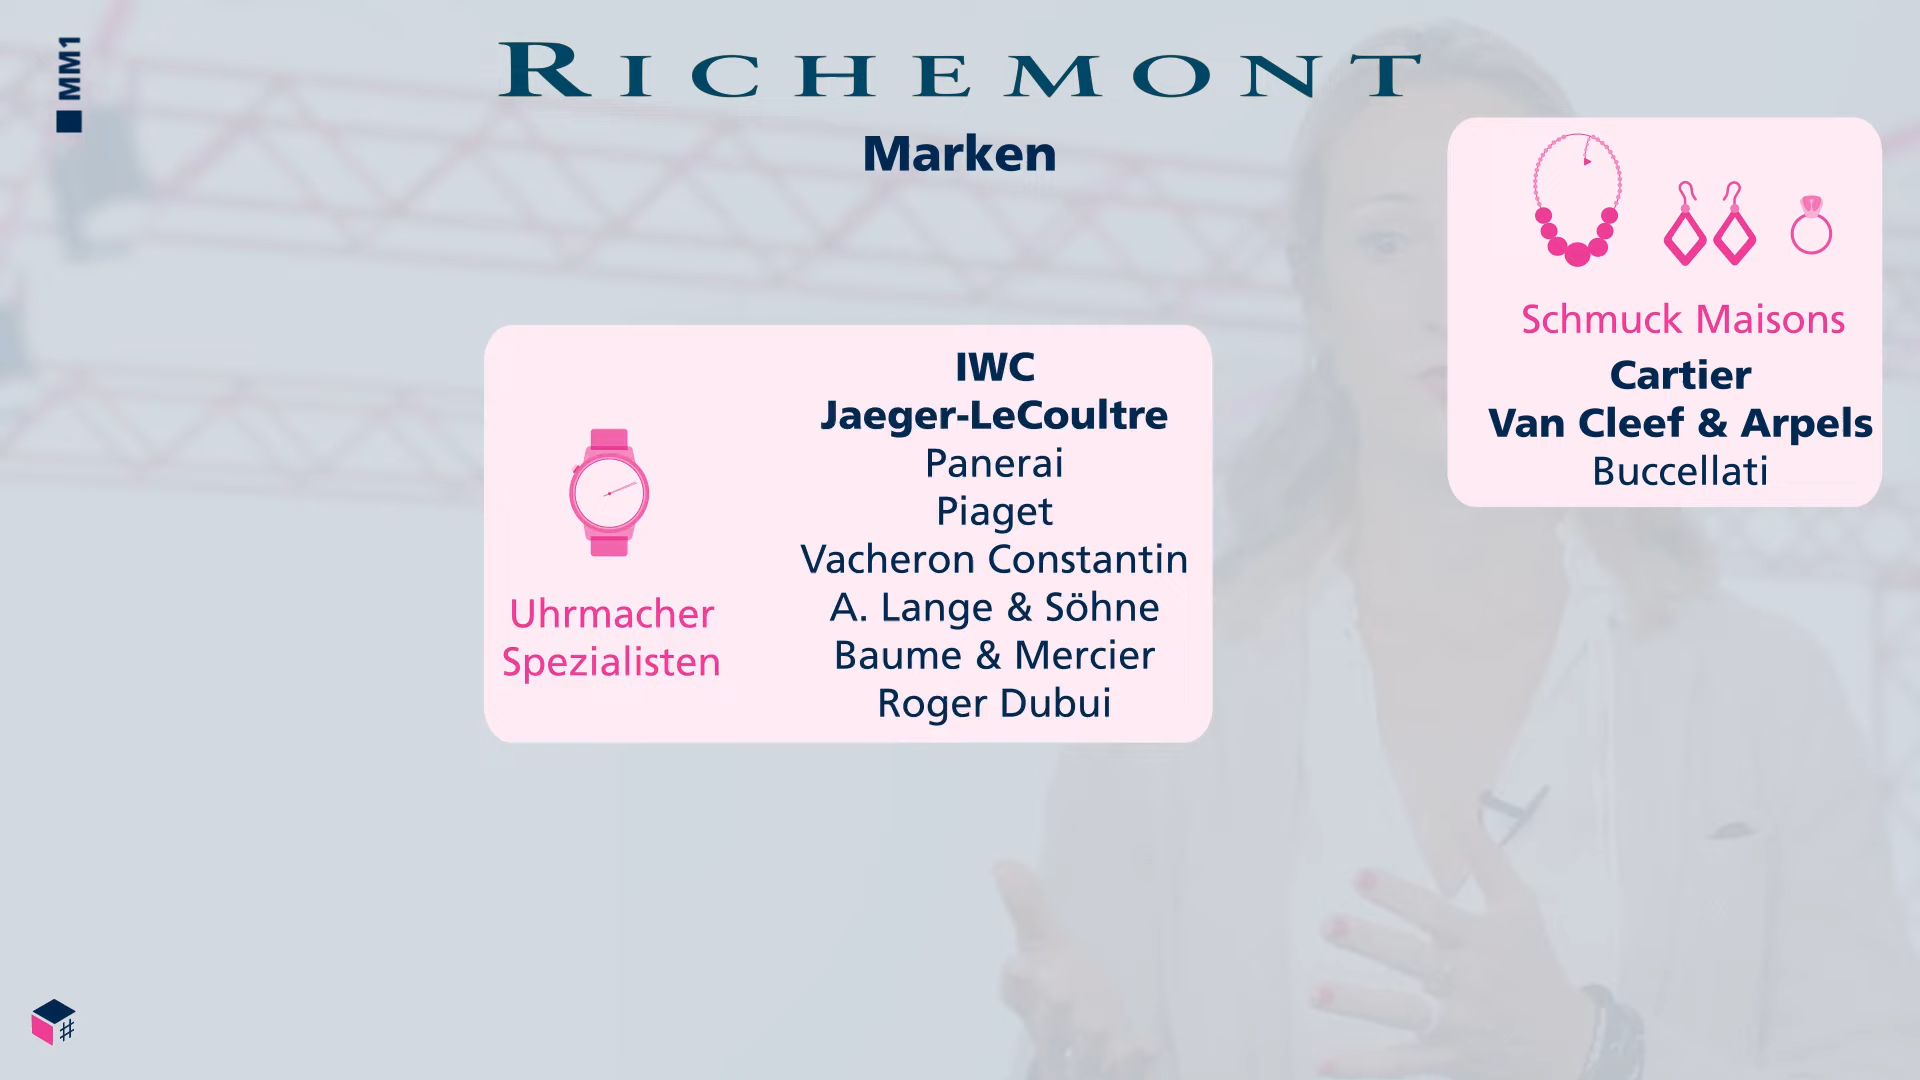 MM1
RICHEMONT
Marken
Uhrmacher
Spezialisten
IWC
Jaeger-LeCoultre
Panerai
Piaget
Vacheron Constantin
A. Lange & Söhne
Baume & Mercier
Roger Dubui
Schmuck Maisons
Cartier
Van Cleef & Arpels
Buccellati
#